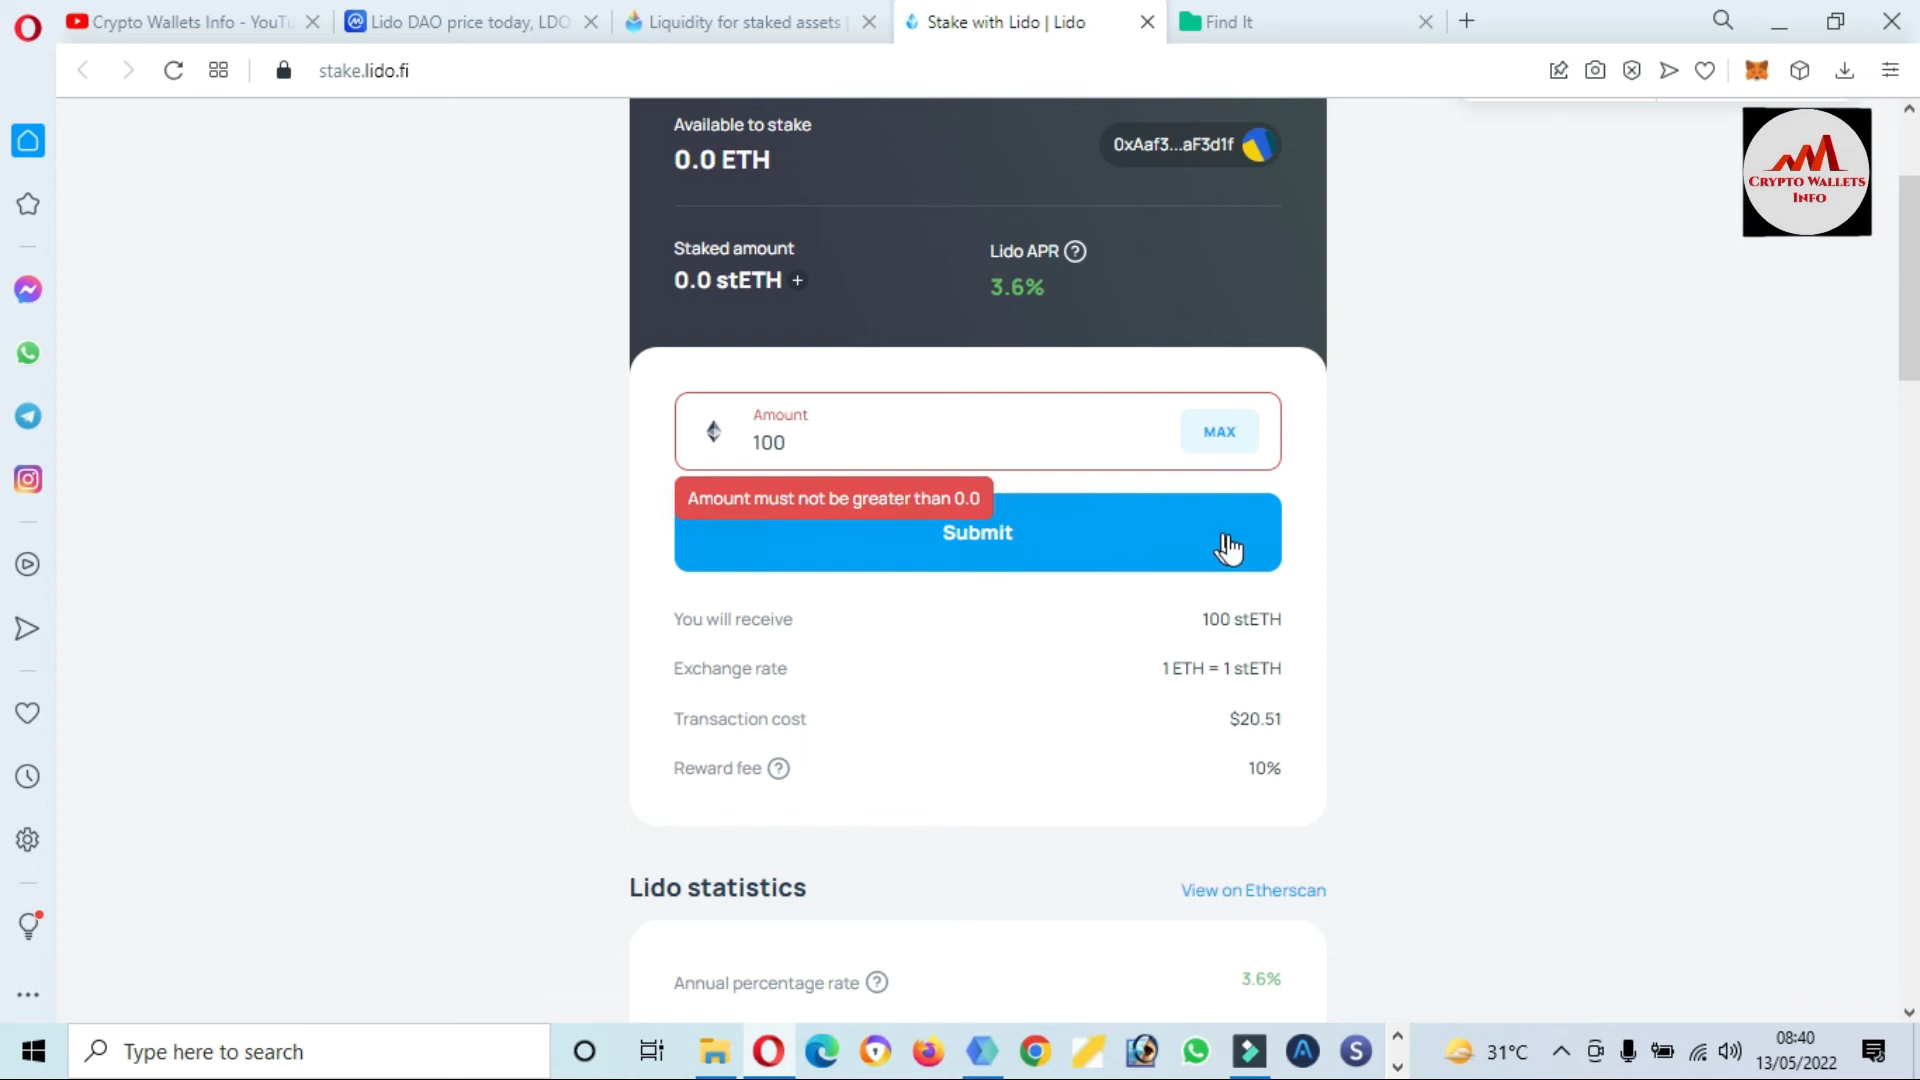 Crypto Wallets Info - YouTu
Lido DAO price today, LDO
Liquidity for staked assets
Stake with Lido | Lido
Find It
stake.lido.fi
Available to stake
0.0 ETH
0xAaf3...aF3d1f
CRYPTO WALLETS
INFO
Staked amount
0.0 stETH +
Lido APR ?
3.6%
Amount
100
MAX
Amount must not be greater than 0.0
Submit
You will receive
100 stETH
Exchange rate
1 ETH = 1 stETH
Transaction cost
$20.51
Reward fee ?
10%
Lido statistics
View on Etherscan
Annual percentage rate ?
3.6%
Type here to search
31°C
08:40
13/05/2022